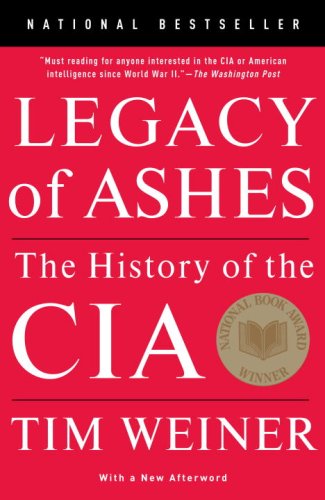 NATIONAL BESTSELLER
"Must reading for anyone interested in the CIA or American
intelligence since World War II."—The Washington Post
LEGACY
of ASHES
The History of the
CIA
NATIONAL BOOK AWARD
WINNER
TIM WEINER
With a New Afterword